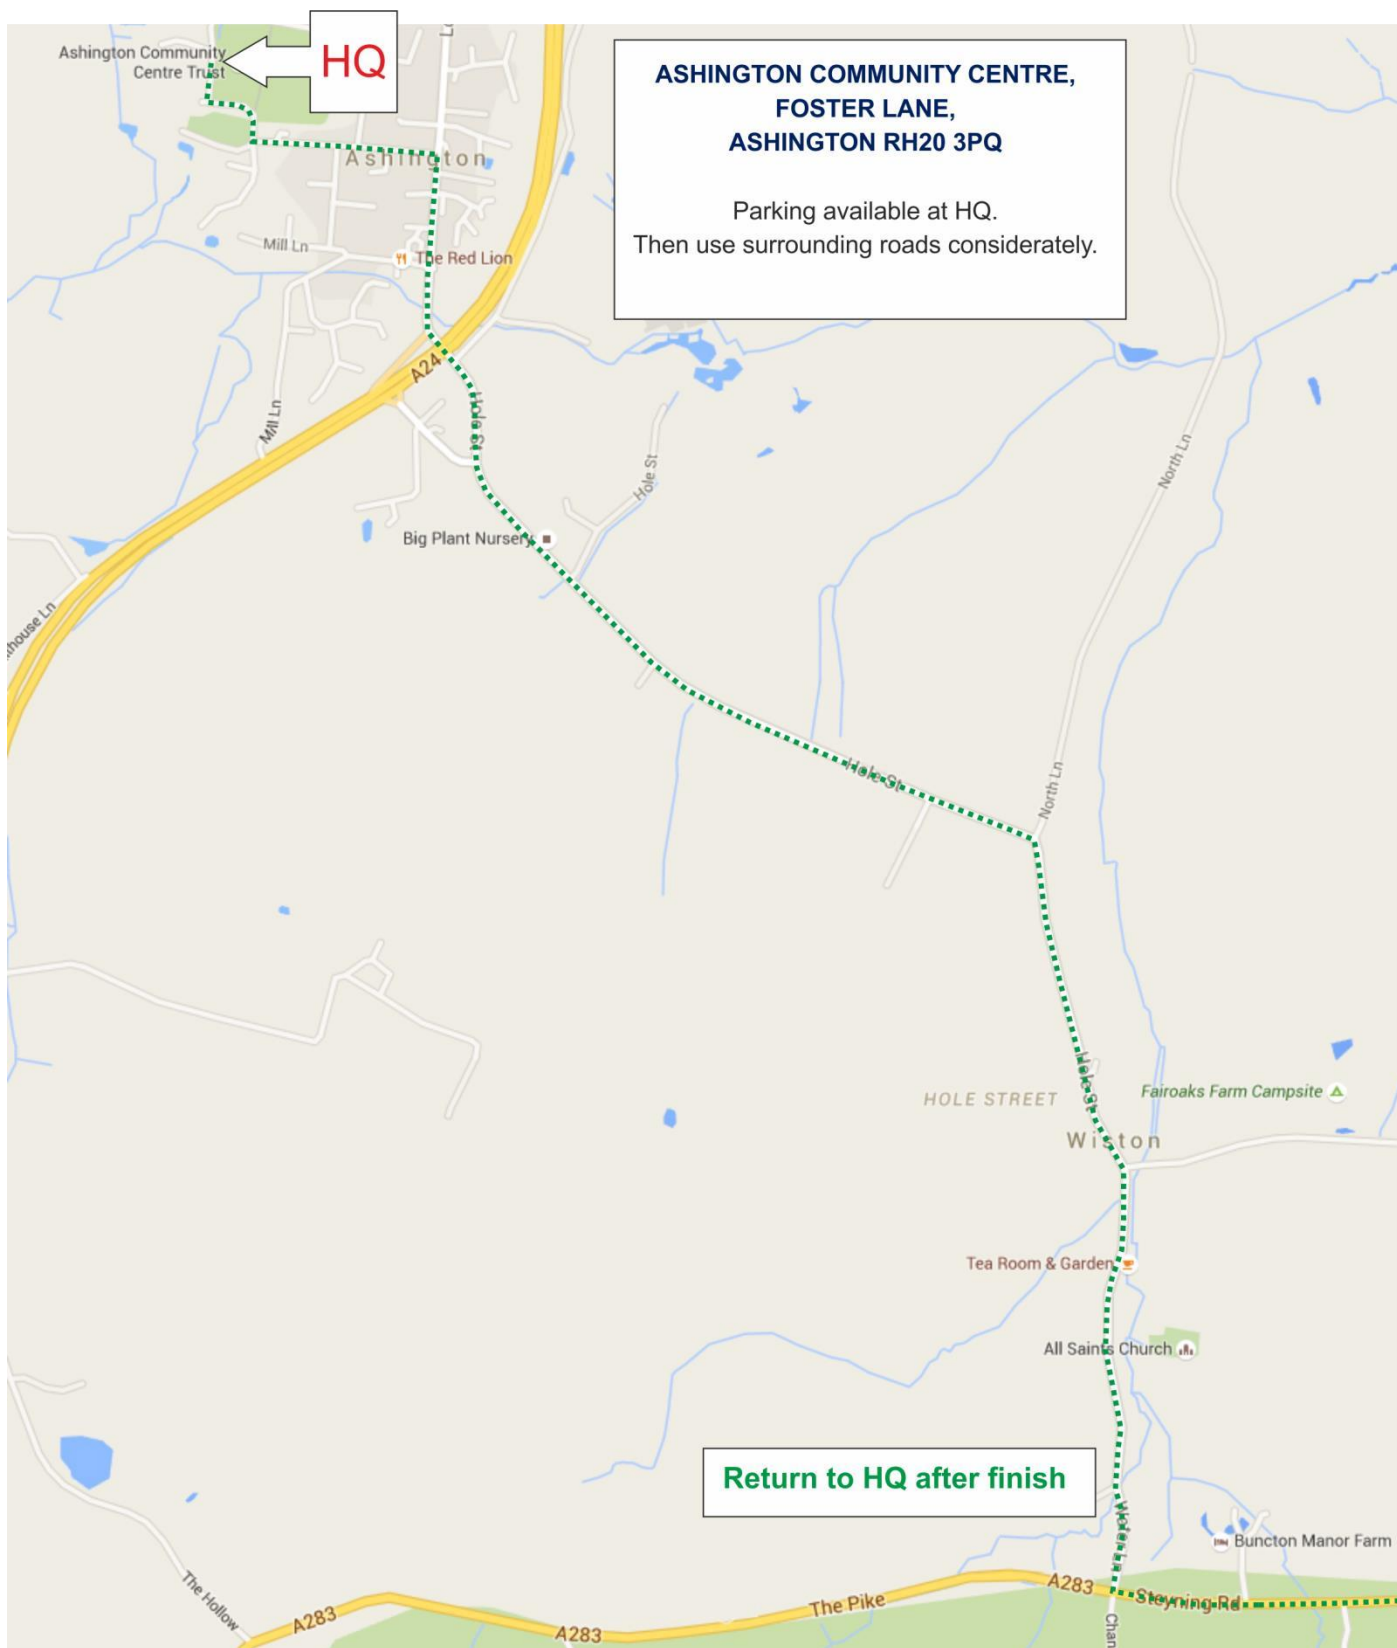 Ashington Community
Centre Trust
HQ
ASHINGTON COMMUNITY CENTRE,
FOSTER LANE,
ASHINGTON RH20 3PQ
Parking available at HQ.
Then use surrounding roads considerately.
Ashington
Mill Ln
The Red Lion
A24
Mill Ln
Hole St
Hole St
North Ln
Big Plant Nursery
Hole St
North Ln
Hole St
HOLE STREET
Fairoaks Farm Campsite
Wiston
Tea Room & Garden
All Saints Church
Return to HQ after finish
Buncton Manor Farm
The Hollow
A283
A283
The Pike
A283
Steyning Rd